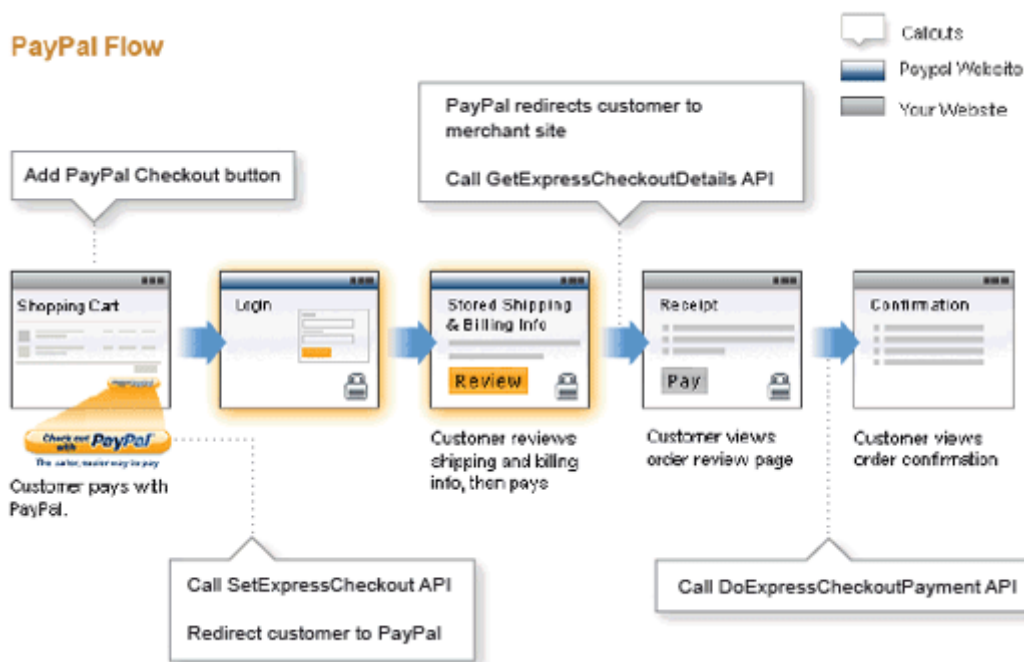 PayPal Flow
Calouts
Paypal Website
Your Website
PayPal redirects customer to
merchant site
Call GetExpressCheckoutDetails API
Add PayPal Checkout button
Shopping Cart
Login
Stored Shipping
& Billing Info
Review
Receipt
Pay
Confirmation
Check out
with PayPal
The safer, easier way to pay
Customer pays with
PayPal.
Customer reviews
shipping and billing
info, then pays
Customer views
order review page
Customer views
order confirmation
Call SetExpressCheckout API
Redirect customer to PayPal
Call DoExpressCheckoutPayment API